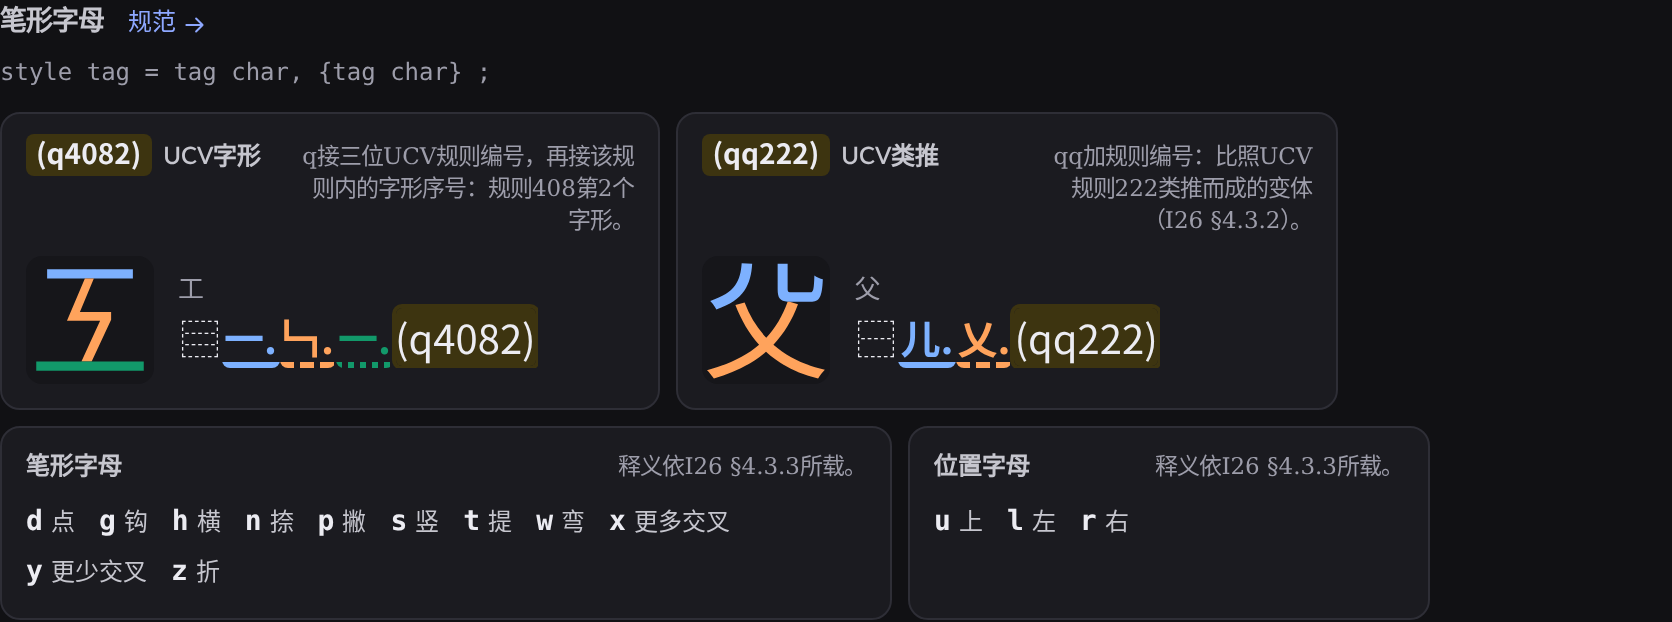 笔形字母 规范 →
style tag = tag char, {tag char} ;
(q4082) UCV字形 q接三位UCV规则编号，再接该规
则内的字形序号：规则408第2个
字形。
工
⿳一.㇞.一.(q4082)
(qq222) UCV类推 qq加规则编号：比照UCV
规则222类推而成的变体
（I26 §4.3.2）。
父
⿱儿.乂.(qq222)
笔形字母 释义依I26 §4.3.3所载。
d 点 g 钩 h 横 n 捺 p 撇 s 竖 t 提 w 弯 x 更多交叉
y 更少交叉 z 折
位置字母 释义依I26 §4.3.3所载。
u 上 l 左 r 右